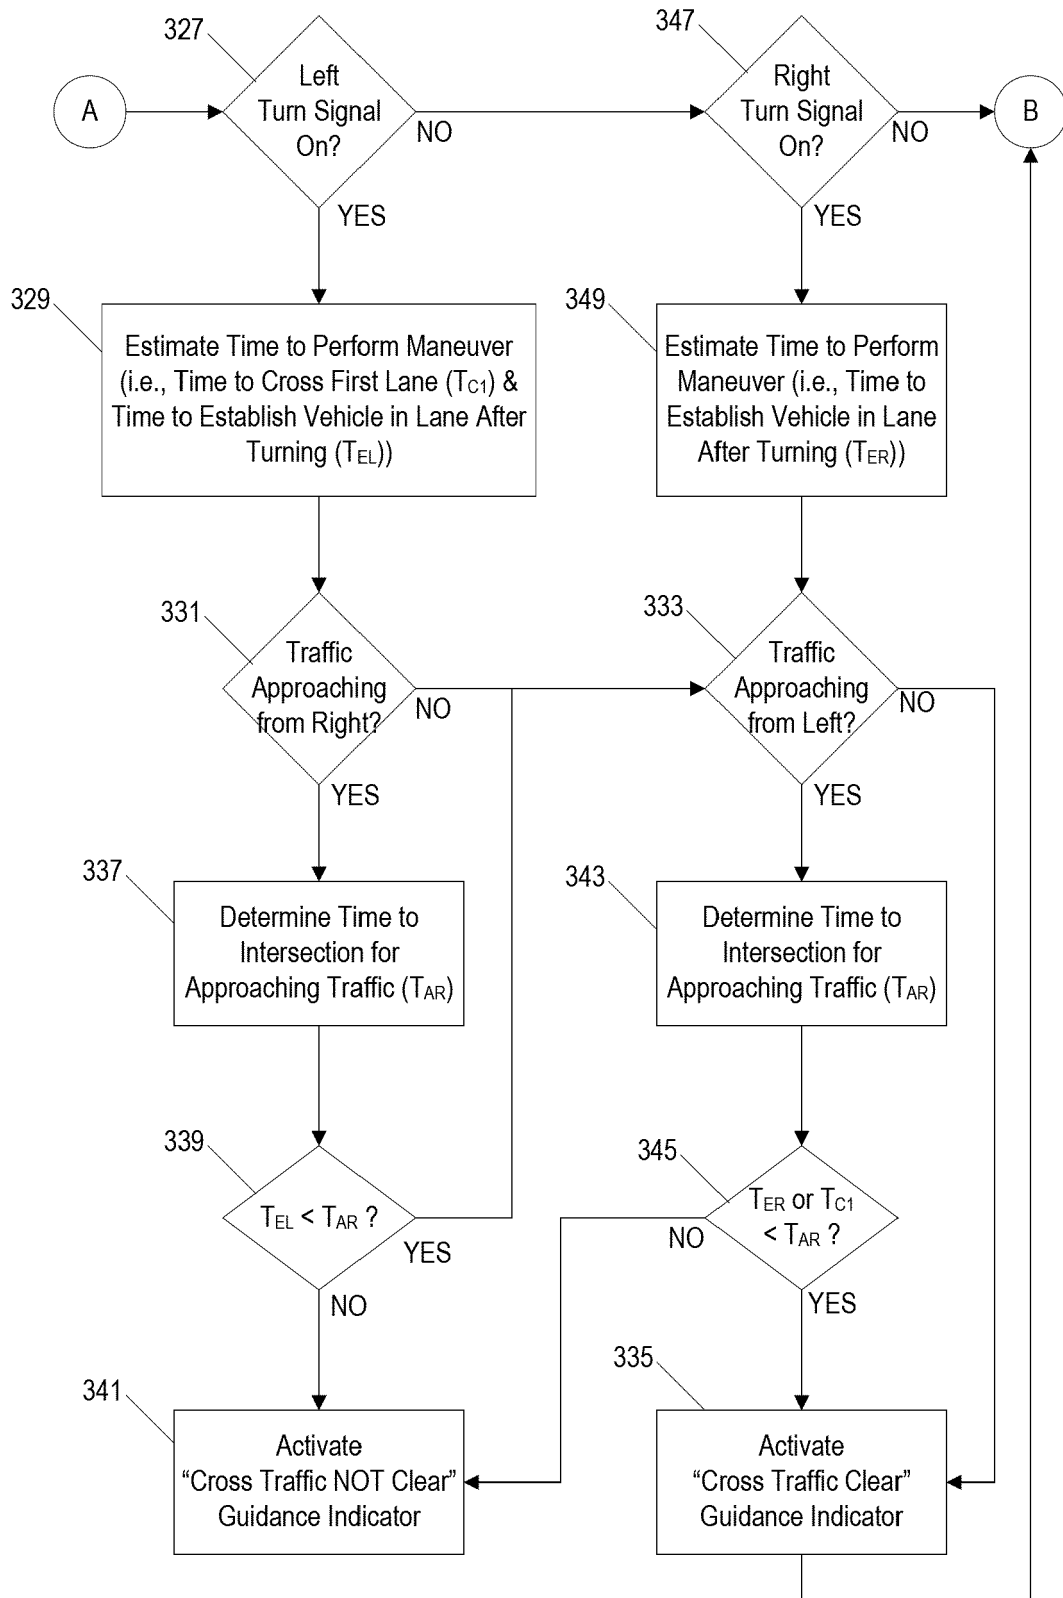 327
347
A
Left
Turn Signal
On?
NO
Right
Turn Signal
On?
NO
B
YES
YES
329
349
Estimate Time to Perform Maneuver
(i.e., Time to Cross First Lane (TC1) &
Time to Establish Vehicle in Lane After
Turning (TEL))
Estimate Time to Perform
Maneuver (i.e., Time to
Establish Vehicle in Lane
After Turning (TER))
331
333
Traffic
Approaching
from Right?
NO
Traffic
Approaching
from Left?
NO
YES
YES
337
343
Determine Time to
Intersection for
Approaching Traffic (TAR)
Determine Time to
Intersection for
Approaching Traffic (TAR)
339
345
TEL < TAR ?
YES
TER or TC1
< TAR ?
NO
NO
YES
341
335
Activate
“Cross Traffic NOT Clear”
Guidance Indicator
Activate
“Cross Traffic Clear”
Guidance Indicator